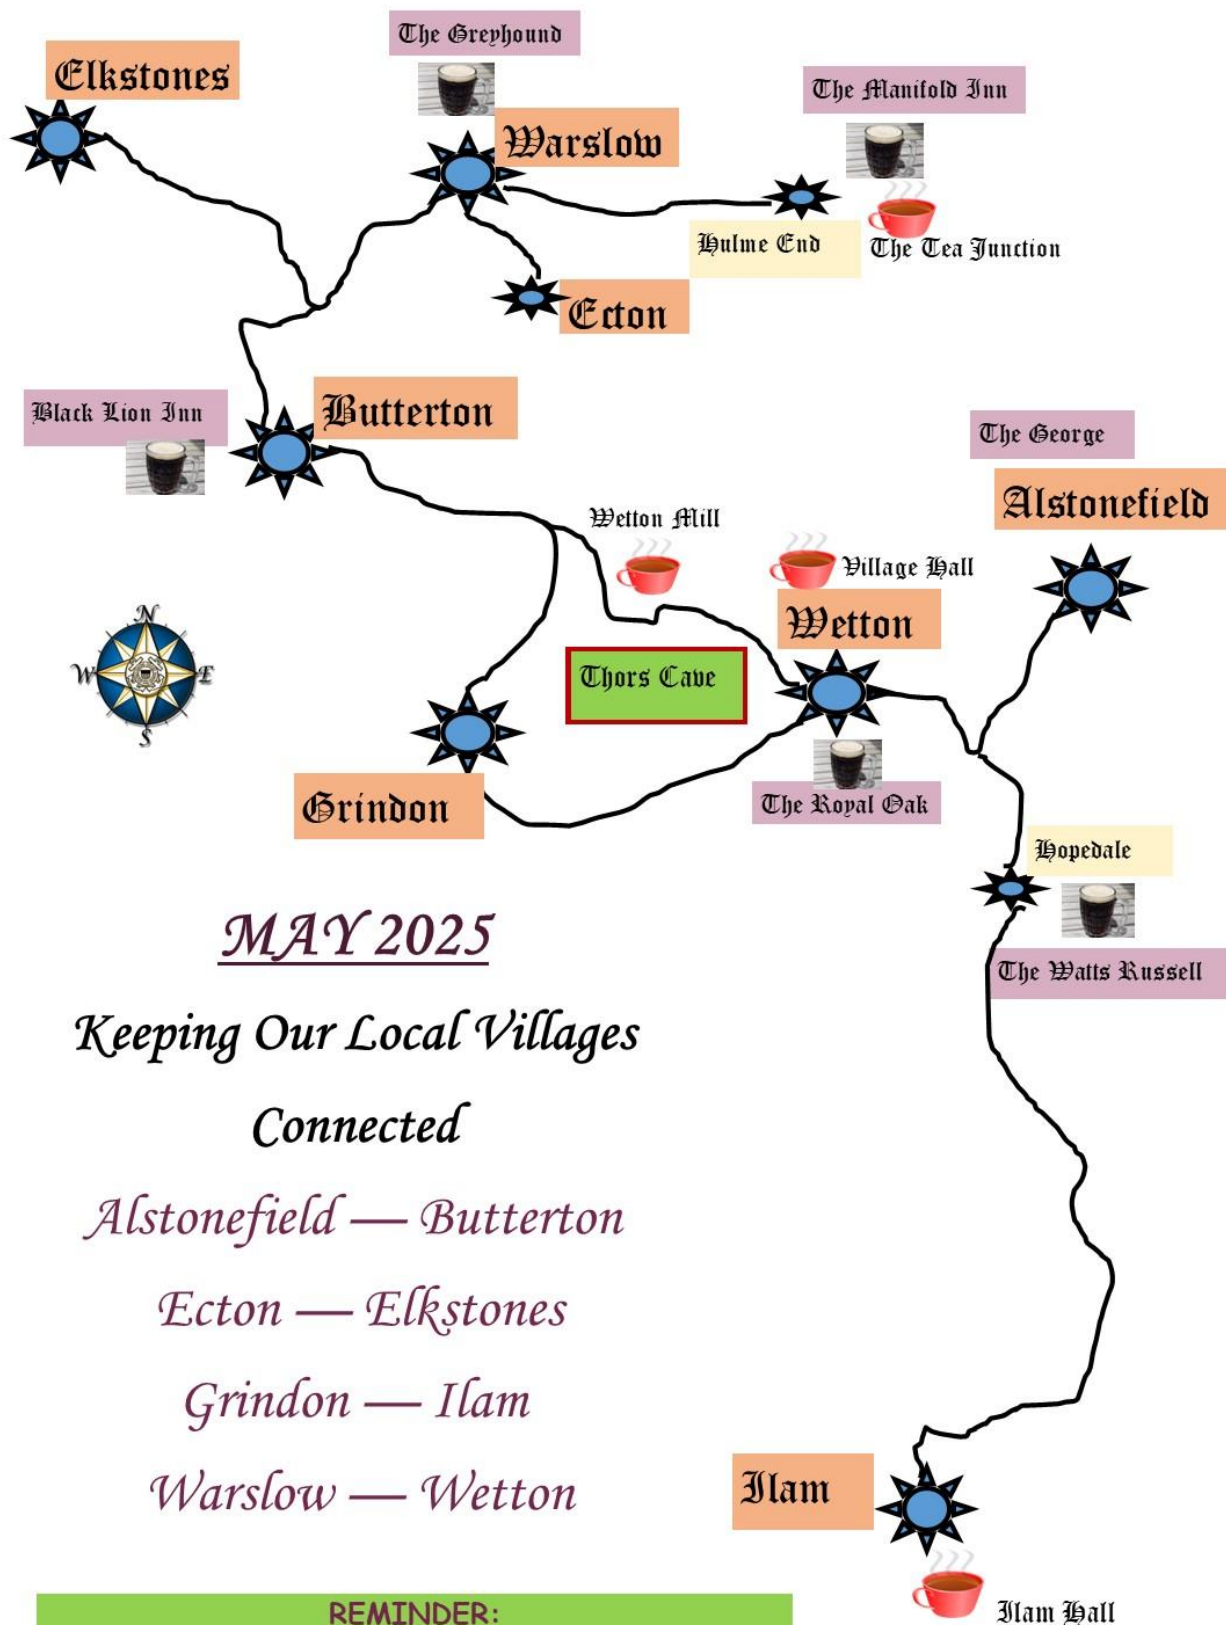 The Greyhound
Elkstones
The Manifold Inn
Warslow
Hulme End
The Tea Junction
Ecton
Black Lion Inn
Butterton
The George
Alstonefield
Wetton Mill
Village Hall
Wetton
N
W
E
S
Thors Cave
Grindon
The Royal Oak
Hopedale
The Watts Russell
MAY 2025
Keeping Our Local Villages
Connected
Alstonefield — Butterton
Ecton — Elkstones
Grindon — Ilam
Warslow — Wetton
Ilam
Ilam Hall
REMINDER: